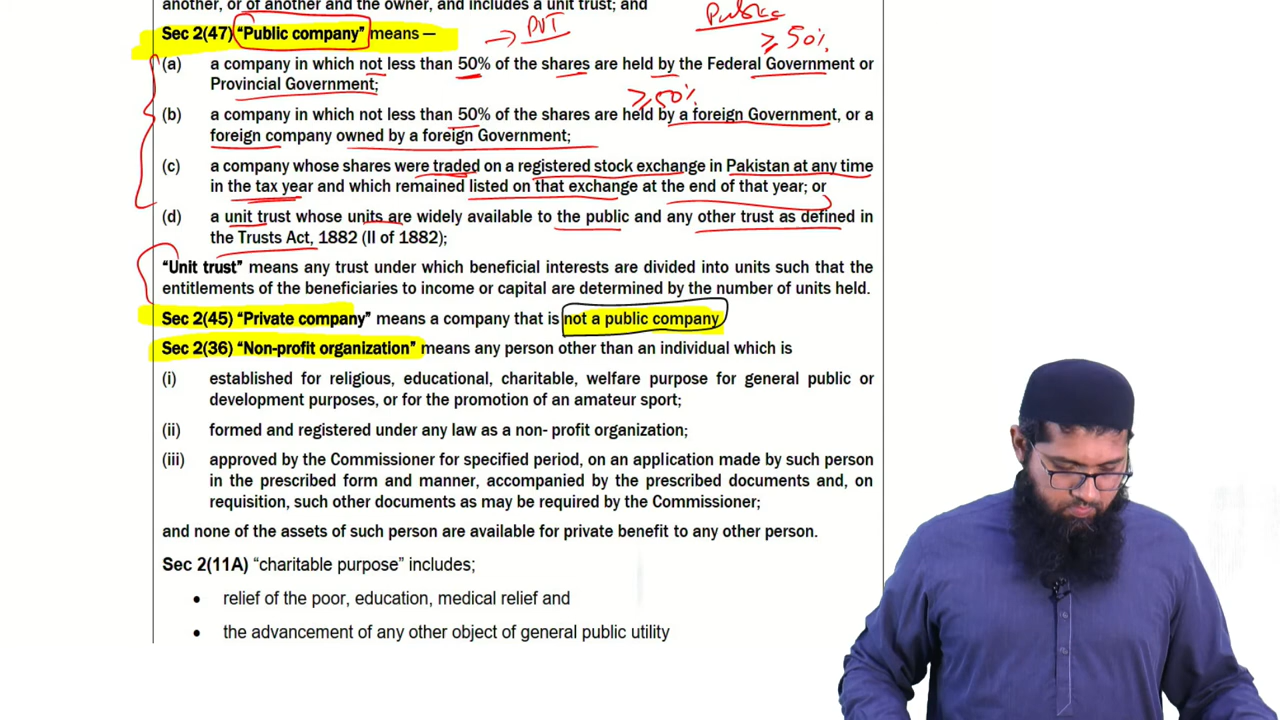 another, or of another and the owner, and includes a unit trust; and
Public
→ PVT
Sec 2(47) “Public company” means –
≥ 50%
(a) a company in which not less than 50% of the shares are held by the Federal Government or
Provincial Government;
≥ 50%
(b) a company in which not less than 50% of the shares are held by a foreign Government, or a
foreign company owned by a foreign Government;
(c) a company whose shares were traded on a registered stock exchange in Pakistan at any time
in the tax year and which remained listed on that exchange at the end of that year; or
(d) a unit trust whose units are widely available to the public and any other trust as defined in
the Trusts Act, 1882 (II of 1882);
“Unit trust” means any trust under which beneficial interests are divided into units such that the
entitlements of the beneficiaries to income or capital are determined by the number of units held.
Sec 2(45) “Private company” means a company that is not a public company
Sec 2(36) “Non-profit organization” means any person other than an individual which is
(i) established for religious, educational, charitable, welfare purpose for general public or
development purposes, or for the promotion of an amateur sport;
(ii) formed and registered under any law as a non- profit organization;
(iii) approved by the Commissioner for specified period, on an application made by such person
in the prescribed form and manner, accompanied by the prescribed documents and, on
requisition, such other documents as may be required by the Commissioner;
and none of the assets of such person are available for private benefit to any other person.
Sec 2(11A) “charitable purpose” includes;
• relief of the poor, education, medical relief and
• the advancement of any other object of general public utility